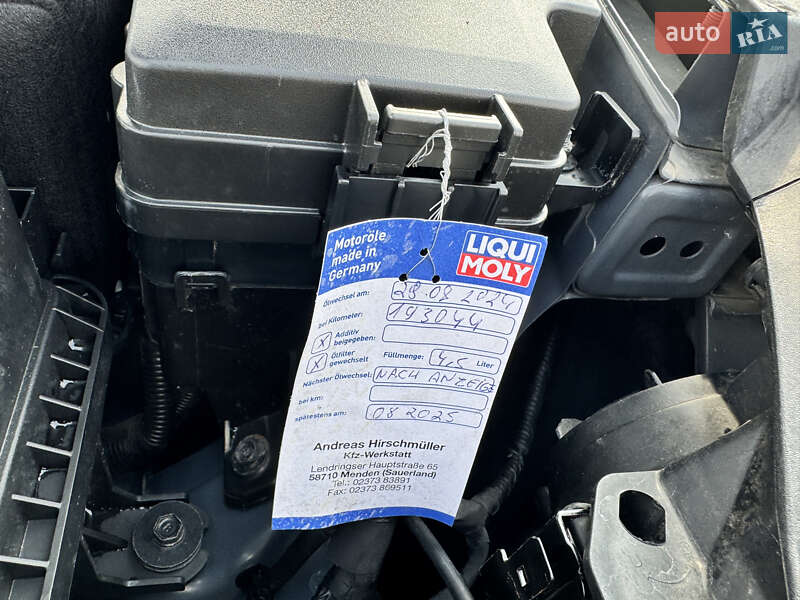 auto RIA
.com
Motoröle
made in
Germany
LIQUI
MOLY
Ölwechsel am: 28.08.2024
bei Kilometer: 193044
x Additiv
beigegeben:
x Ölfilter
gewechselt Füllmenge: 4,5 Liter
Nächster Ölwechsel: NACH ANZEIGE
bei km:
spätestens am: 08 2025
Andreas Hirschmüller
Kfz-Werkstatt
Lendringser Hauptstraße 65
58710 Menden (Sauerland)
Tel.: 02373 83891
Fax: 02373 869511